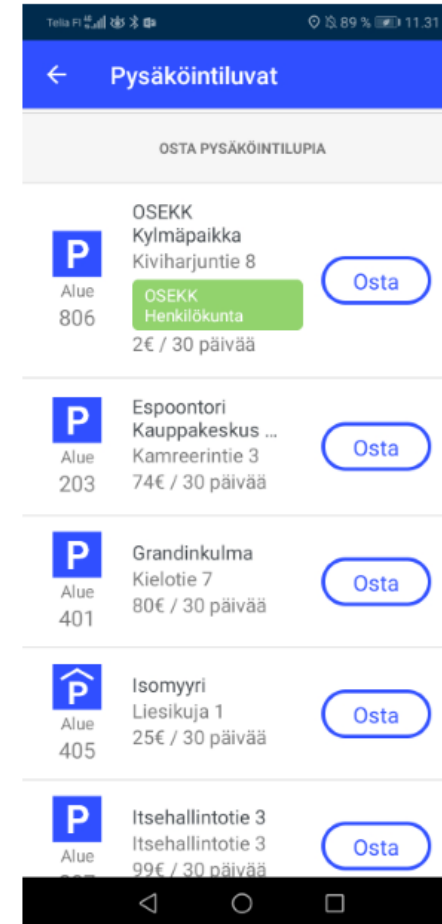 Telia FI 89 % 11.31
Pysäköintiluvat
OSTA PYSÄKÖINTILUPIA
OSEKK
Kylmäpaikka
Kiviharjuntie 8
P
Alue
806
OSEKK
Henkilökunta
2€ / 30 päivää
Osta
Espoontori
Kauppakeskus ...
Kamreerintie 3
74€ / 30 päivää
P
Alue
203
Osta
Grandinkulma
Kielotie 7
80€ / 30 päivää
P
Alue
401
Osta
Isomyyri
Liesikuja 1
25€ / 30 päivää
P
Alue
405
Osta
Itsehallintotie 3
Itsehallintotie 3
99€ / 30 päivää
P
Alue
Osta